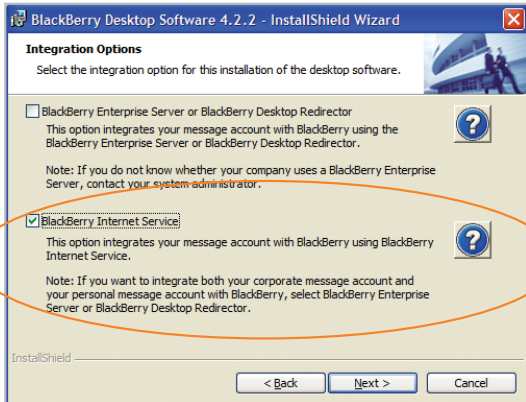 BlackBerry Desktop Software 4.2.2 - InstallShield Wizard
Integration Options
Select the integration option for this installation of the desktop software.
BlackBerry Enterprise Server or BlackBerry Desktop Redirector
This option integrates your message account with BlackBerry using the
BlackBerry Enterprise Server or BlackBerry Desktop Redirector.
Note: If you do not know whether your company uses a BlackBerry Enterprise
Server, contact your system administrator.
BlackBerry Internet Service
This option integrates your message account with BlackBerry using BlackBerry
Internet Service.
Note: If you want to integrate both your corporate message account and
your personal message account with BlackBerry, select BlackBerry Enterprise
Server or BlackBerry Desktop Redirector.
InstallShield
< Back Next > Cancel